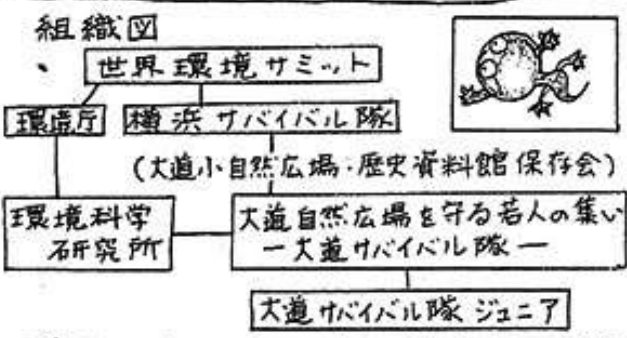 組織図
世界環境サミット
環境庁
横浜サバイバル隊
(大道小自然広場・歴史資料館保存会)
環境科学
研究所
大道自然広場を守る若人の集い
ー大道サバイバル隊ー
大道サバイバル隊ジュニア